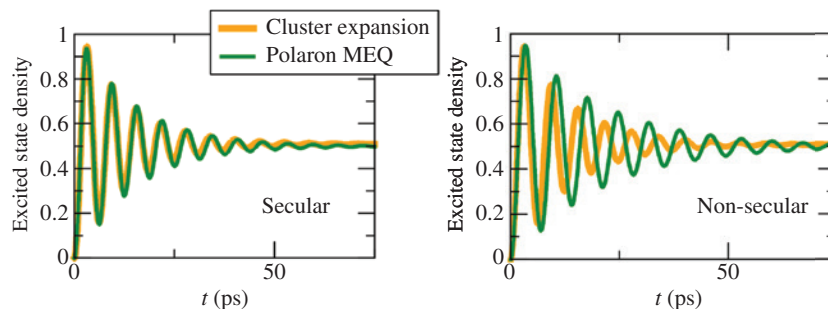 Cluster expansion
Polaron MEQ
Excited state density
1
0.8
0.6
0.4
0.2
0
Secular
0
50
t (ps)
Excited state density
1
0.8
0.6
0.4
0.2
0
Non-secular
0
50
t (ps)